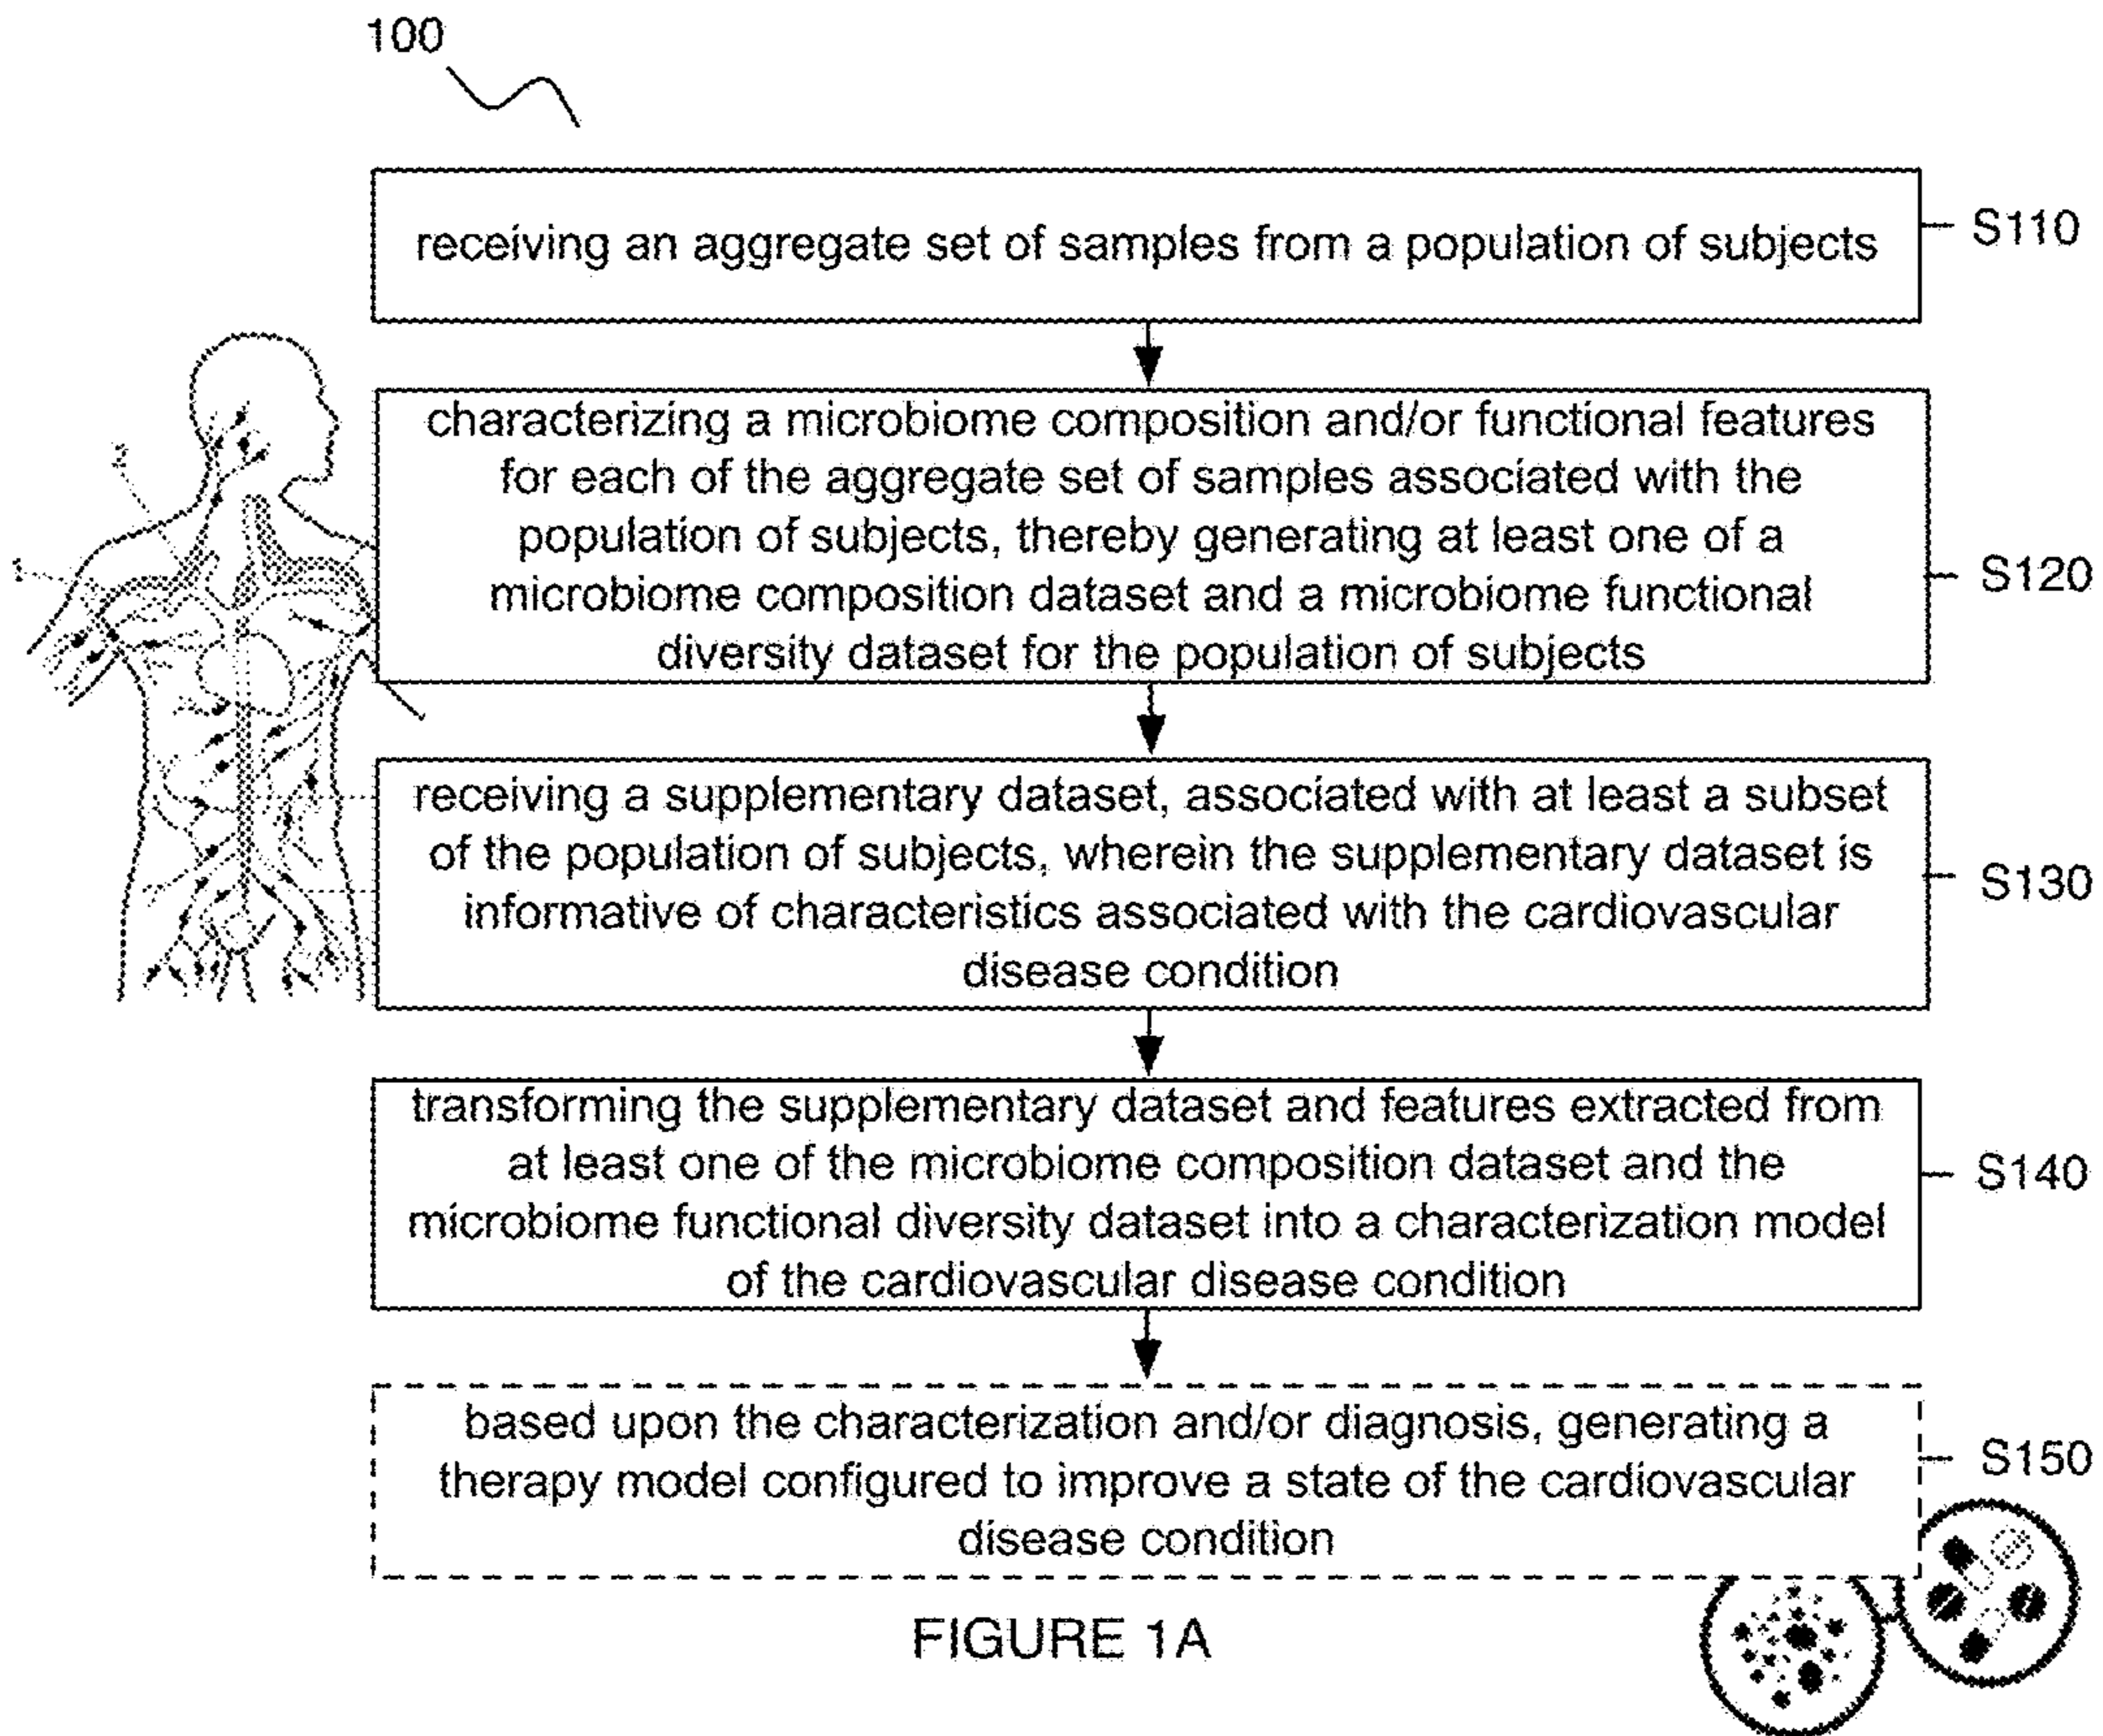 100
receiving an aggregate set of samples from a population of subjects
S110
characterizing a microbiome composition and/or functional features
for each of the aggregate set of samples associated with the
population of subjects, thereby generating at least one of a
microbiome composition dataset and a microbiome functional
diversity dataset for the population of subjects
S120
receiving a supplementary dataset, associated with at least a subset
of the population of subjects, wherein the supplementary dataset is
informative of characteristics associated with the cardiovascular
disease condition
S130
transforming the supplementary dataset and features extracted from
at least one of the microbiome composition dataset and the
microbiome functional diversity dataset into a characterization model
of the cardiovascular disease condition
S140
based upon the characterization and/or diagnosis, generating a
therapy model configured to improve a state of the cardiovascular
disease condition
S150
FIGURE 1A